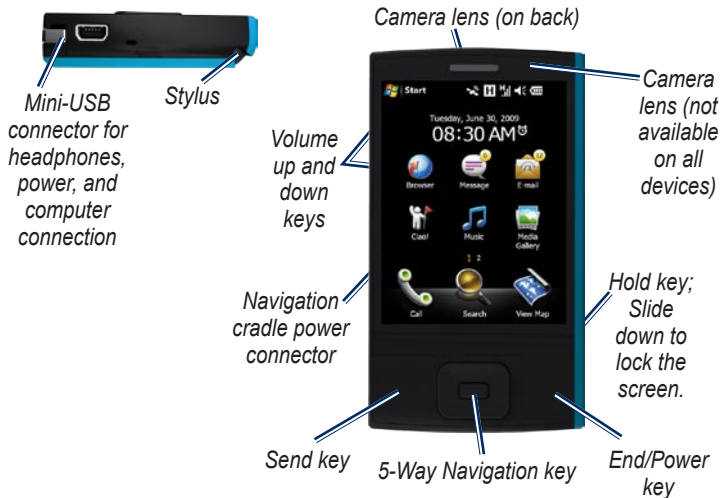 Camera lens (on back)
Mini-USB
connector for
headphones,
power, and
computer
connection
Stylus
Volume
up and
down
keys
Camera
lens (not
available
on all
devices)
Start
Tuesday, June 30, 2009
08:30 AM
Browser
Message
E-mail
Ciao!
Music
Media
Gallery
1 2
Call
Search
View Map
Navigation
cradle power
connector
Hold key;
Slide
down to
lock the
screen.
Send key
5-Way Navigation key
End/Power
key